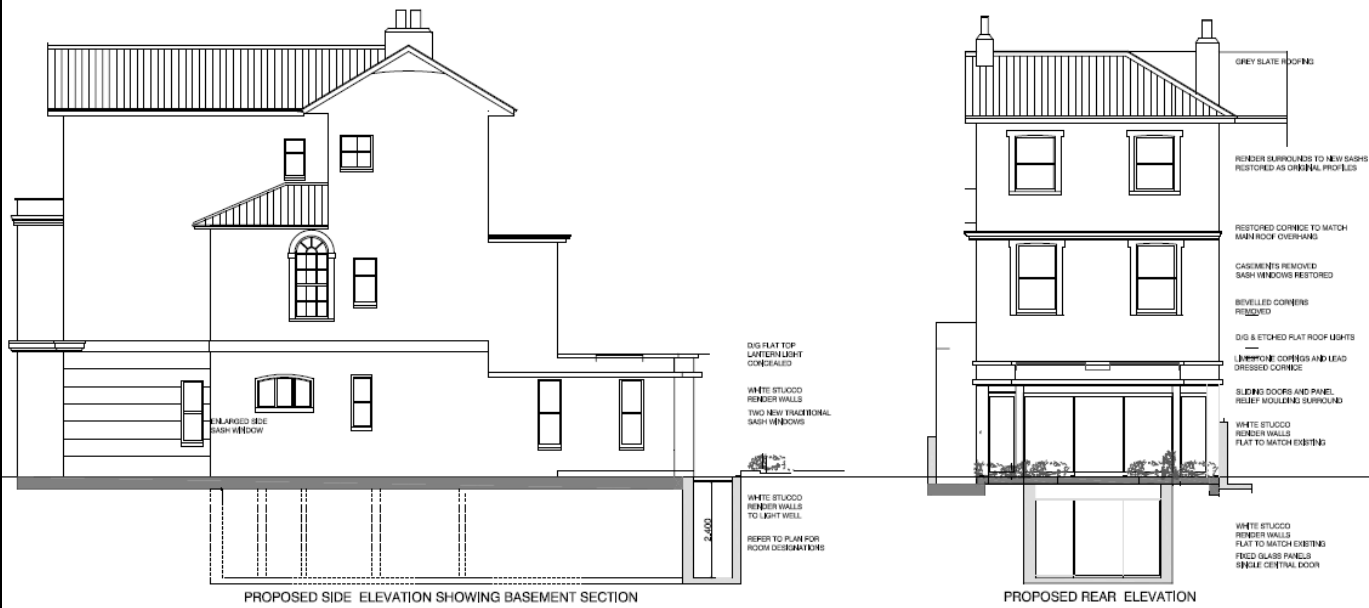 GREY SLATE ROOFING
RENDER SURROUNDS TO NEW SASHS
RESTORED AS ORIGINAL PROFILES
RESTORED CORNICE TO MATCH
MAIN ROOF OVERHANG
CASEMENTS REMOVED
SASH WINDOWS RESTORED
BEVELLED CORNERS
REMOVED
D/G & ETCHED FLAT ROOF LIGHTS
LIMESTONE COPINGS AND LEAD
DRESSED CORNICE
SLIDING DOORS AND PANEL
RELIEF MOULDING SURROUND
WHITE STUCCO
RENDER WALLS
FLAT TO MATCH EXISTING
WHITE STUCCO
RENDER WALLS
FLAT TO MATCH EXISTING
FIXED GLASS PANELS
SINGLE CENTRAL DOOR
D/G FLAT TOP
LANTERN LIGHT
CONCEALED
WHITE STUCCO
RENDER WALLS
TWO NEW TRADITIONAL
SASH WINDOWS
ENLARGED SIDE
SASH WINDOW
WHITE STUCCO
RENDER WALLS
TO LIGHT WELL
REFER TO PLAN FOR
ROOM DESIGNATIONS
2,400
PROPOSED SIDE ELEVATION SHOWING BASEMENT SECTION
PROPOSED REAR ELEVATION